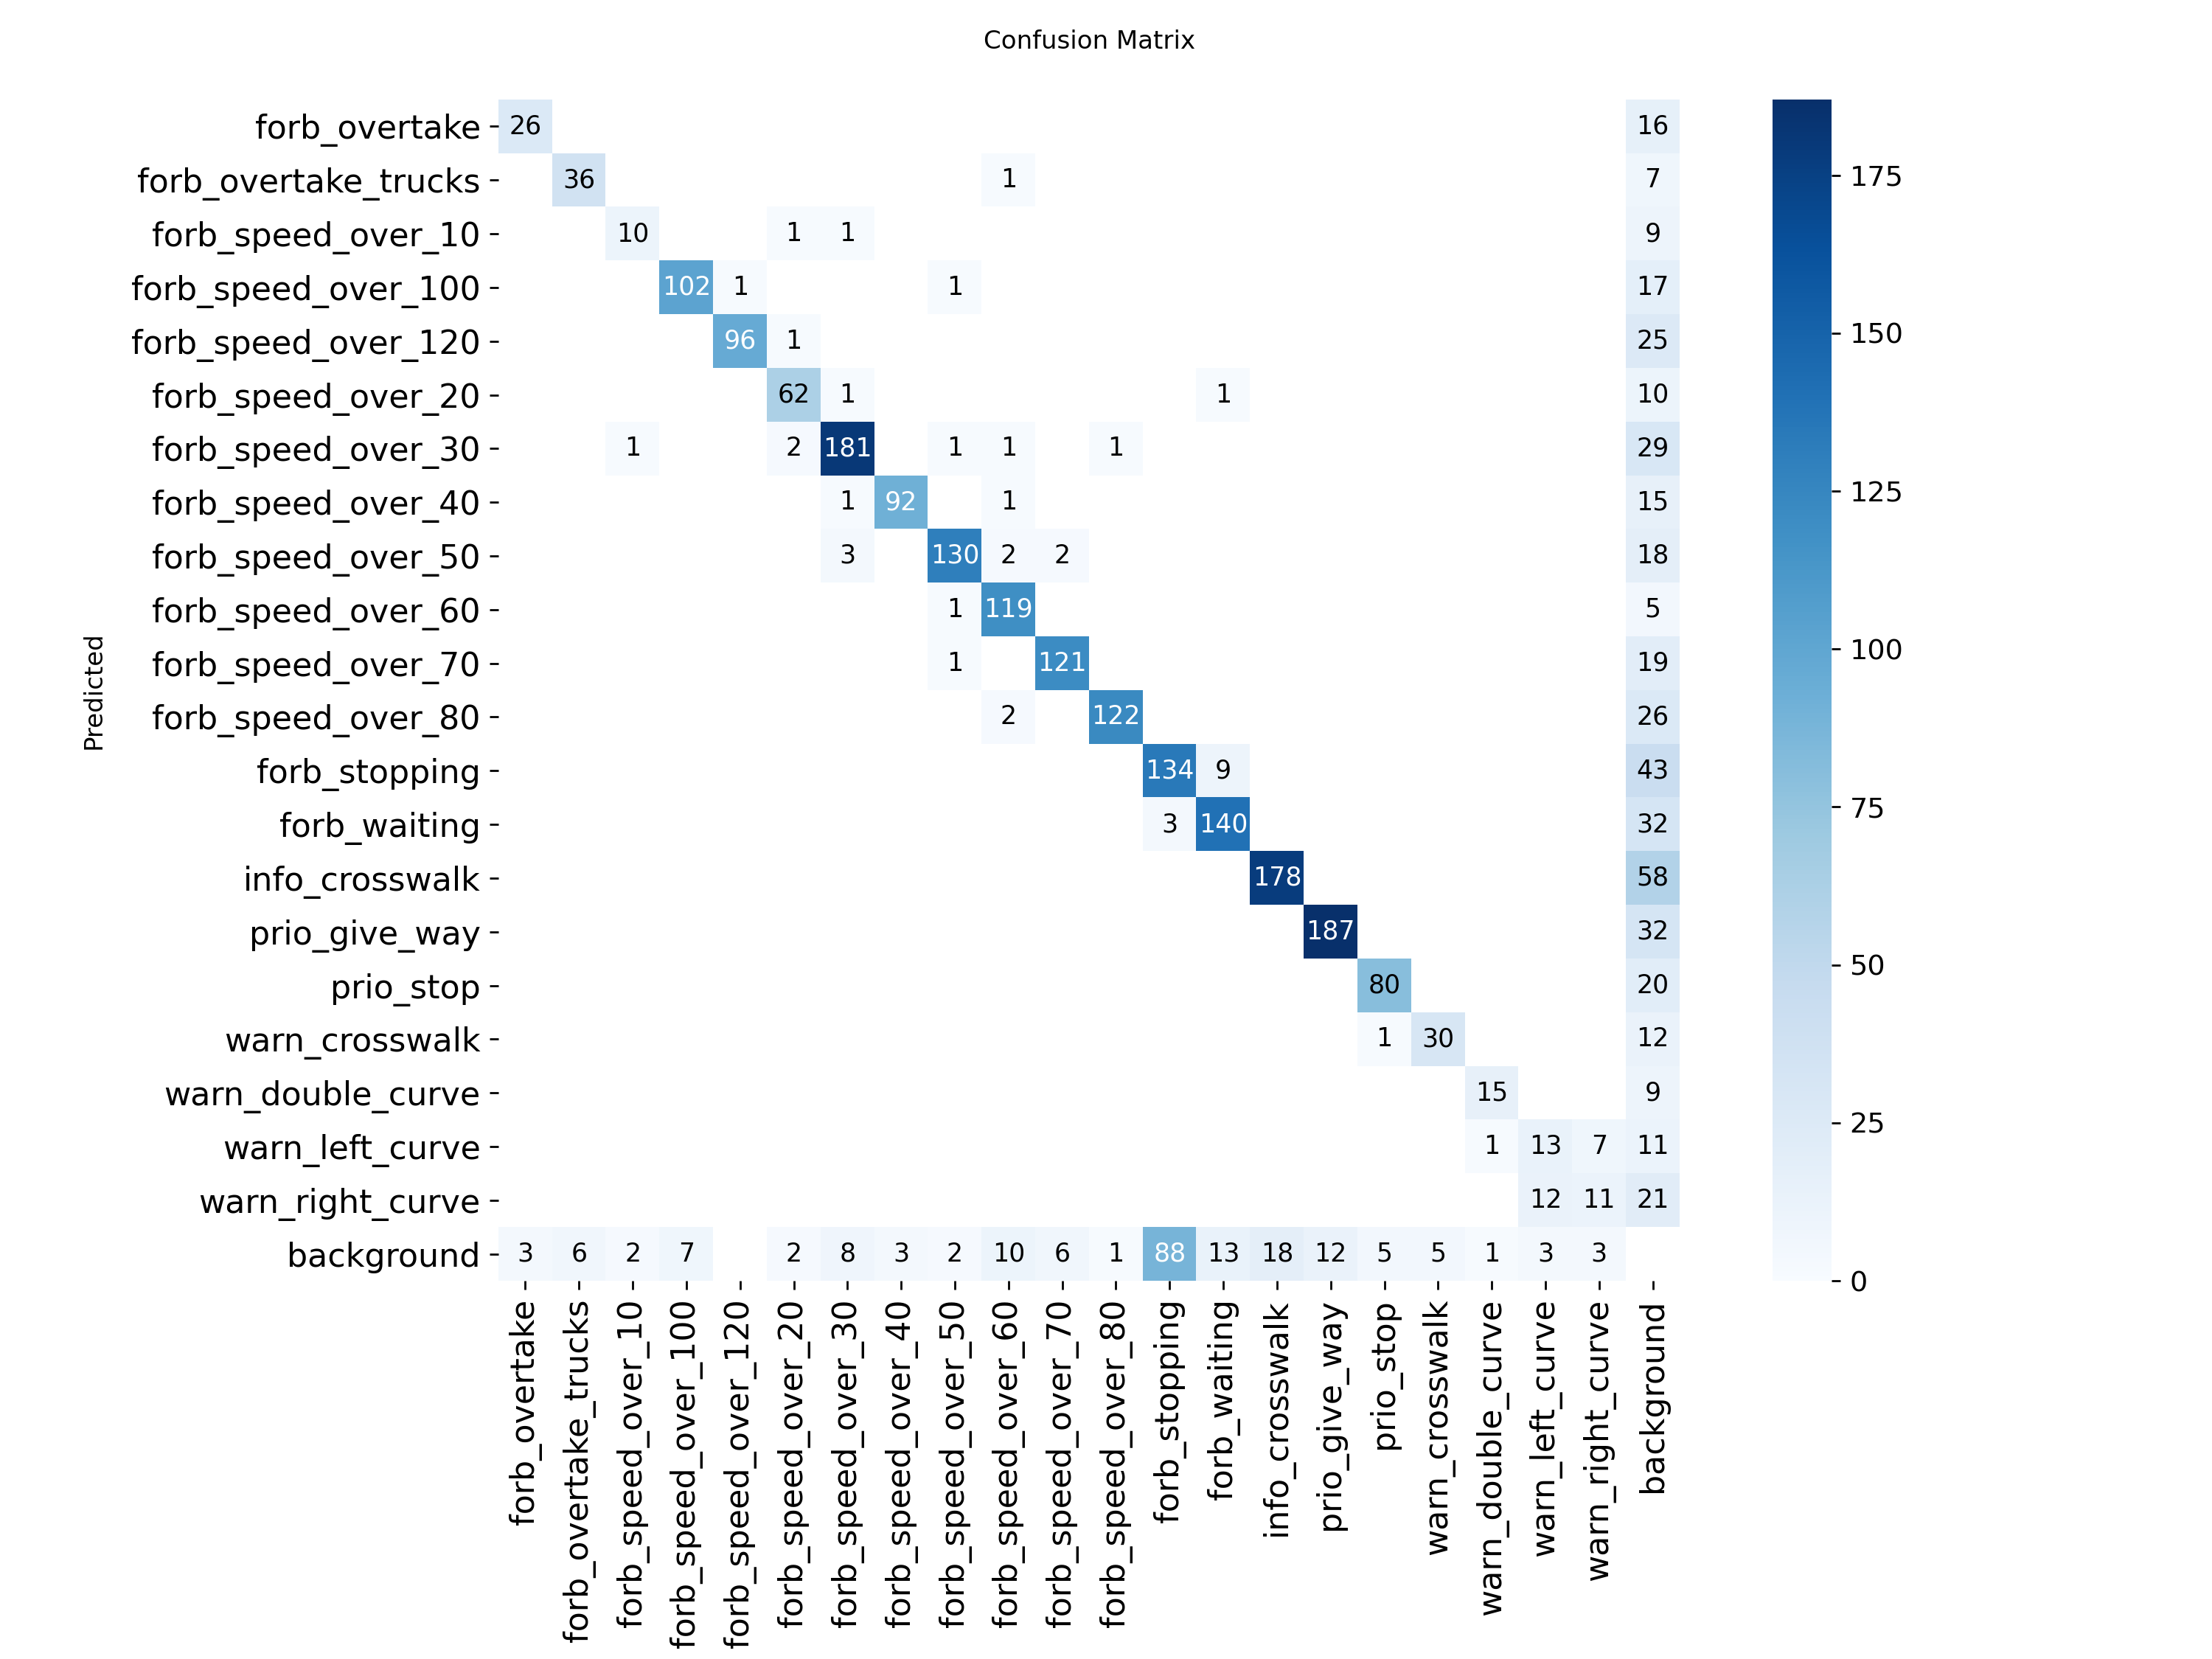 Confusion Matrix
forb_overtake 26 16
forb_overtake_trucks 36 1 7
forb_speed_over_10 10 1 1 9
forb_speed_over_100 102 1 1 17
forb_speed_over_120 96 1 25
forb_speed_over_20 62 1 1 10
forb_speed_over_30 1 2 181 1 1 1 29
forb_speed_over_40 1 92 1 15
forb_speed_over_50 3 130 2 2 18
forb_speed_over_60 1 119 5
forb_speed_over_70 1 121 19
forb_speed_over_80 2 122 26
forb_stopping 134 9 43
forb_waiting 3 140 32
info_crosswalk 178 58
prio_give_way 187 32
prio_stop 80 20
warn_crosswalk 1 30 12
warn_double_curve 15 9
warn_left_curve 1 13 7 11
warn_right_curve 12 11 21
background 3 6 2 7 2 8 3 2 10 6 1 88 13 18 12 5 5 1 3 3
Predicted
forb_overtake
forb_overtake_trucks
forb_speed_over_10
forb_speed_over_100
forb_speed_over_120
forb_speed_over_20
forb_speed_over_30
forb_speed_over_40
forb_speed_over_50
forb_speed_over_60
forb_speed_over_70
forb_speed_over_80
forb_stopping
forb_waiting
info_crosswalk
prio_give_way
prio_stop
warn_crosswalk
warn_double_curve
warn_left_curve
warn_right_curve
background
175
150
125
100
75
50
25
0